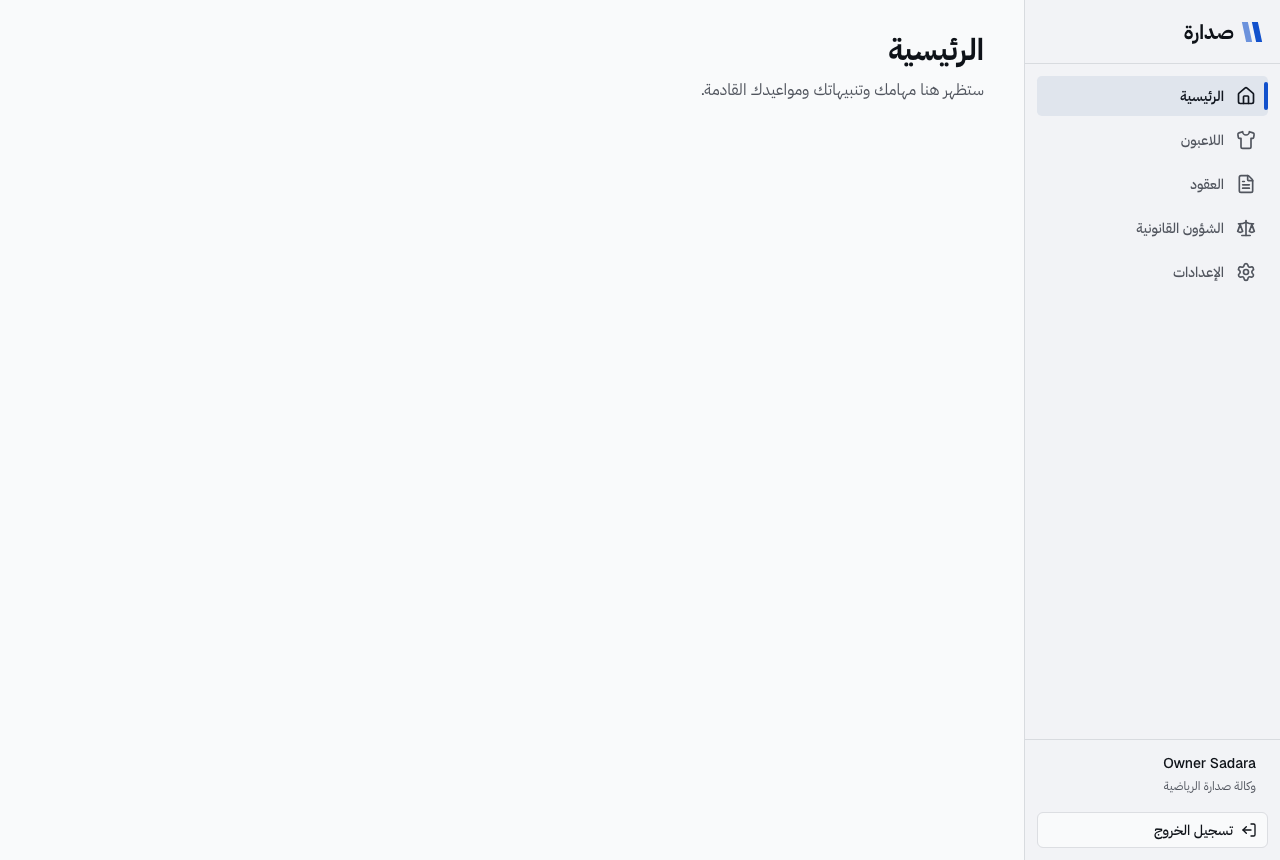 صدارة
الرئيسية
اللاعبون
العقود
الشؤون القانونية
الإعدادات
Owner Sadara
وكالة صدارة الرياضية
تسجيل الخروج
الرئيسية
ستظهر هنا مهامك وتنبيهاتك ومواعيدك القادمة.